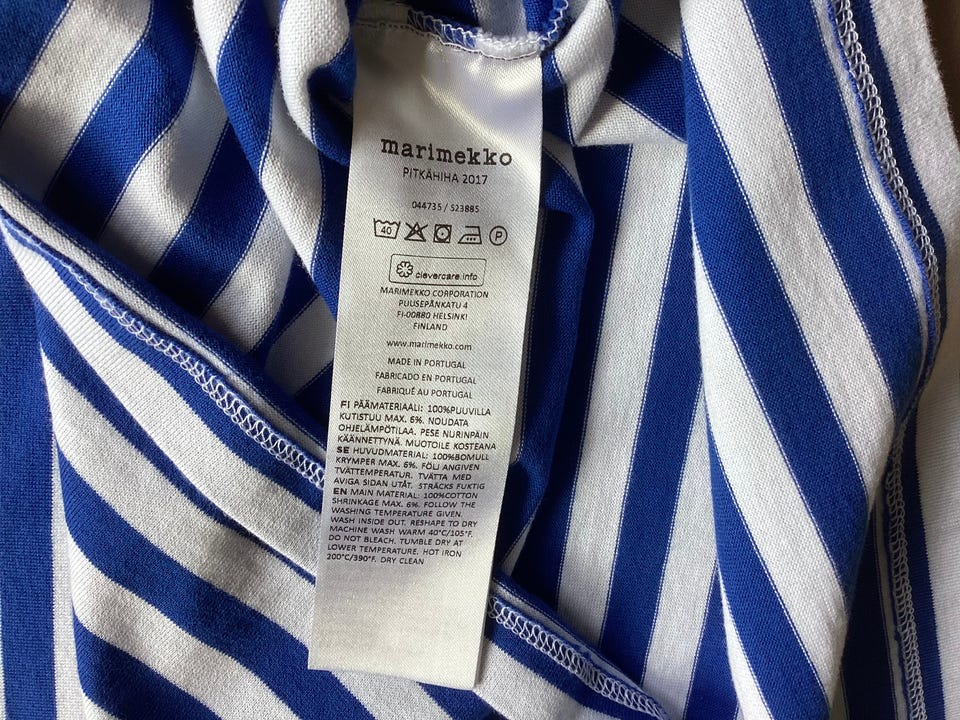 marimekko
PITKÄHIHA 2017
044735 / 523885
40 P
clevercare.info
MARIMEKKO CORPORATION
PUUSEPÄNKATU 4
FI-00880 HELSINKI
FINLAND
www.marimekko.com
MADE IN PORTUGAL
FABRICADO EN PORTUGAL
FABRIQUÉ AU PORTUGAL
FI PÄÄMATERIAALI: 100%PUUVILLA
KUTISTUU MAX. 6%. NOUDATA
OHJELÄMPÖTILAA. PESE NURINPÄIN
KÄÄNNETTYNÄ. MUOTOILE KOSTEANA
SE HUVUDMATERIAL: 100%BOMULL
KRYMPER MAX. 6%. FÖLJ ANGIVEN
TVÄTTEMPERATUR. TVÄTTA MED
AVIGA SIDAN UTÅT. STRÄCKS FUKTIG
EN MAIN MATERIAL: 100%COTTON
SHRINKAGE MAX. 6%. FOLLOW THE
WASHING TEMPERATURE GIVEN.
WASH INSIDE OUT. RESHAPE TO DRY
MACHINE WASH WARM 40°C/105°F.
DO NOT BLEACH. TUMBLE DRY AT
LOWER TEMPERATURE. HOT IRON
200°C/390°F. DRY CLEAN